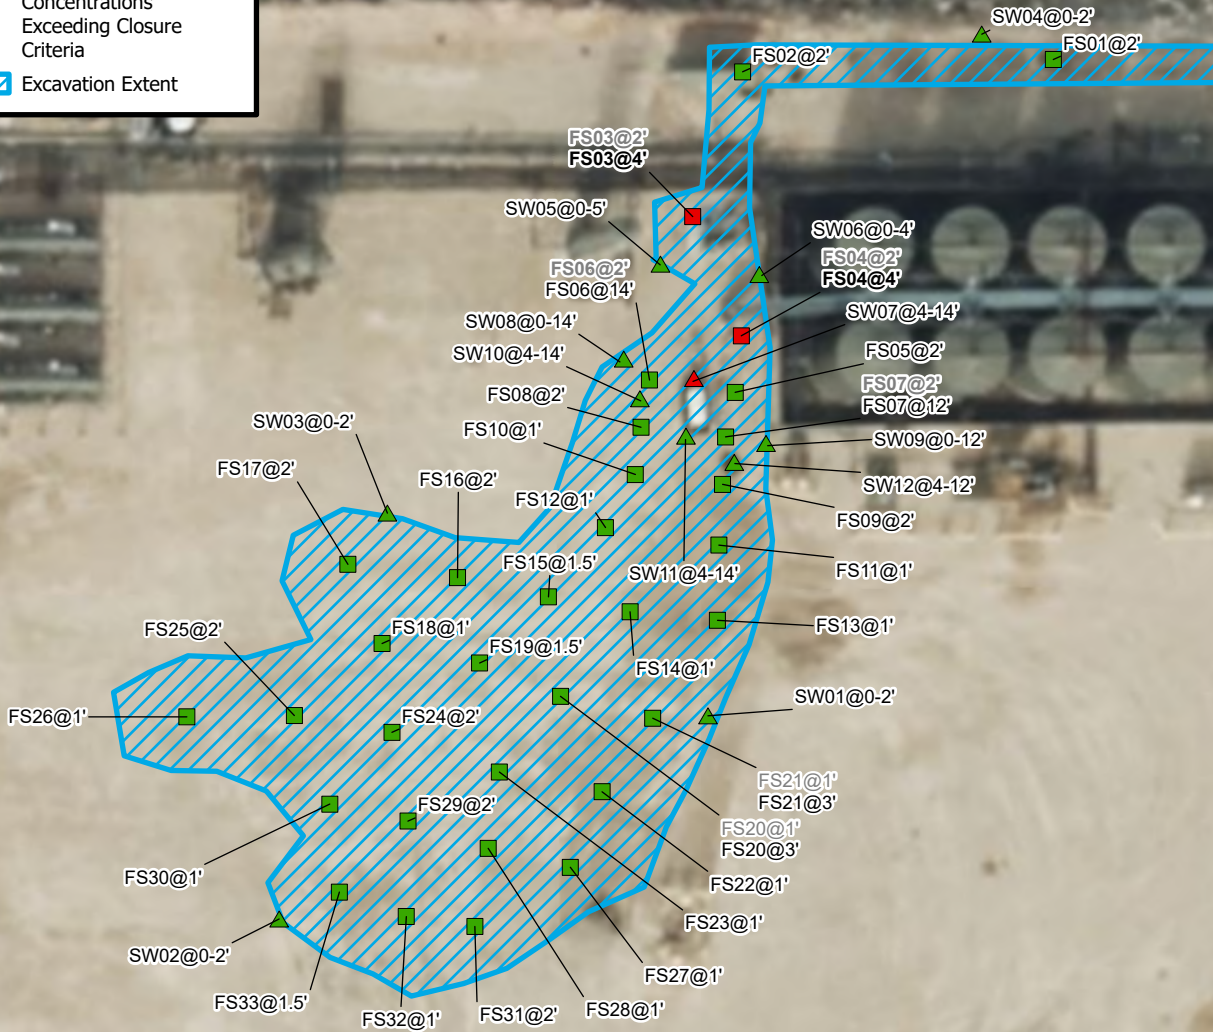 Concentrations
Exceeding Closure
Criteria
Excavation Extent
SW04@0-2'
FS01@2'
FS02@2'
FS03@2'
FS03@4'
SW05@0-5'
SW06@0-4'
FS04@2'
FS04@4'
FS06@2'
FS06@14'
SW07@4-14'
SW08@0-14'
SW10@4-14'
FS05@2'
FS08@2'
FS07@2'
FS07@12'
SW03@0-2'
FS10@1'
SW09@0-12'
FS17@2'
FS16@2'
SW12@4-12'
FS12@1'
FS09@2'
FS15@1.5'
SW11@4-14'
FS11@1'
FS25@2'
FS18@1'
FS13@1'
FS19@1.5'
FS14@1'
SW01@0-2'
FS26@1'
FS24@2'
FS21@1'
FS21@3'
FS29@2'
FS20@1'
FS20@3'
FS30@1'
FS22@1'
FS23@1'
SW02@0-2'
FS27@1'
FS33@1.5'
FS28@1'
FS31@2'
FS32@1'